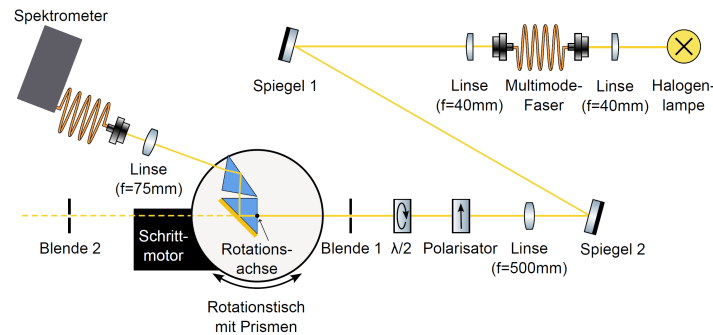 Spektrometer
Spiegel 1
Linse
(f=40mm)
Multimode-
Faser
Linse
(f=40mm)
Halogen-
lampe
Linse
(f=75mm)
Blende 2
Schritt-
motor
Rotations-
achse
Blende 1
λ/2
Polarisator
Linse
(f=500mm)
Spiegel 2
Rotationstisch
mit Prismen